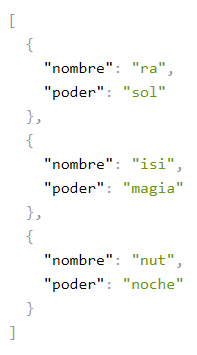 [
  {
    "nombre": "ra",
    "poder": "sol"
  },
  {
    "nombre": "isi",
    "poder": "magia"
  },
  {
    "nombre": "nut",
    "poder": "noche"
  }
]